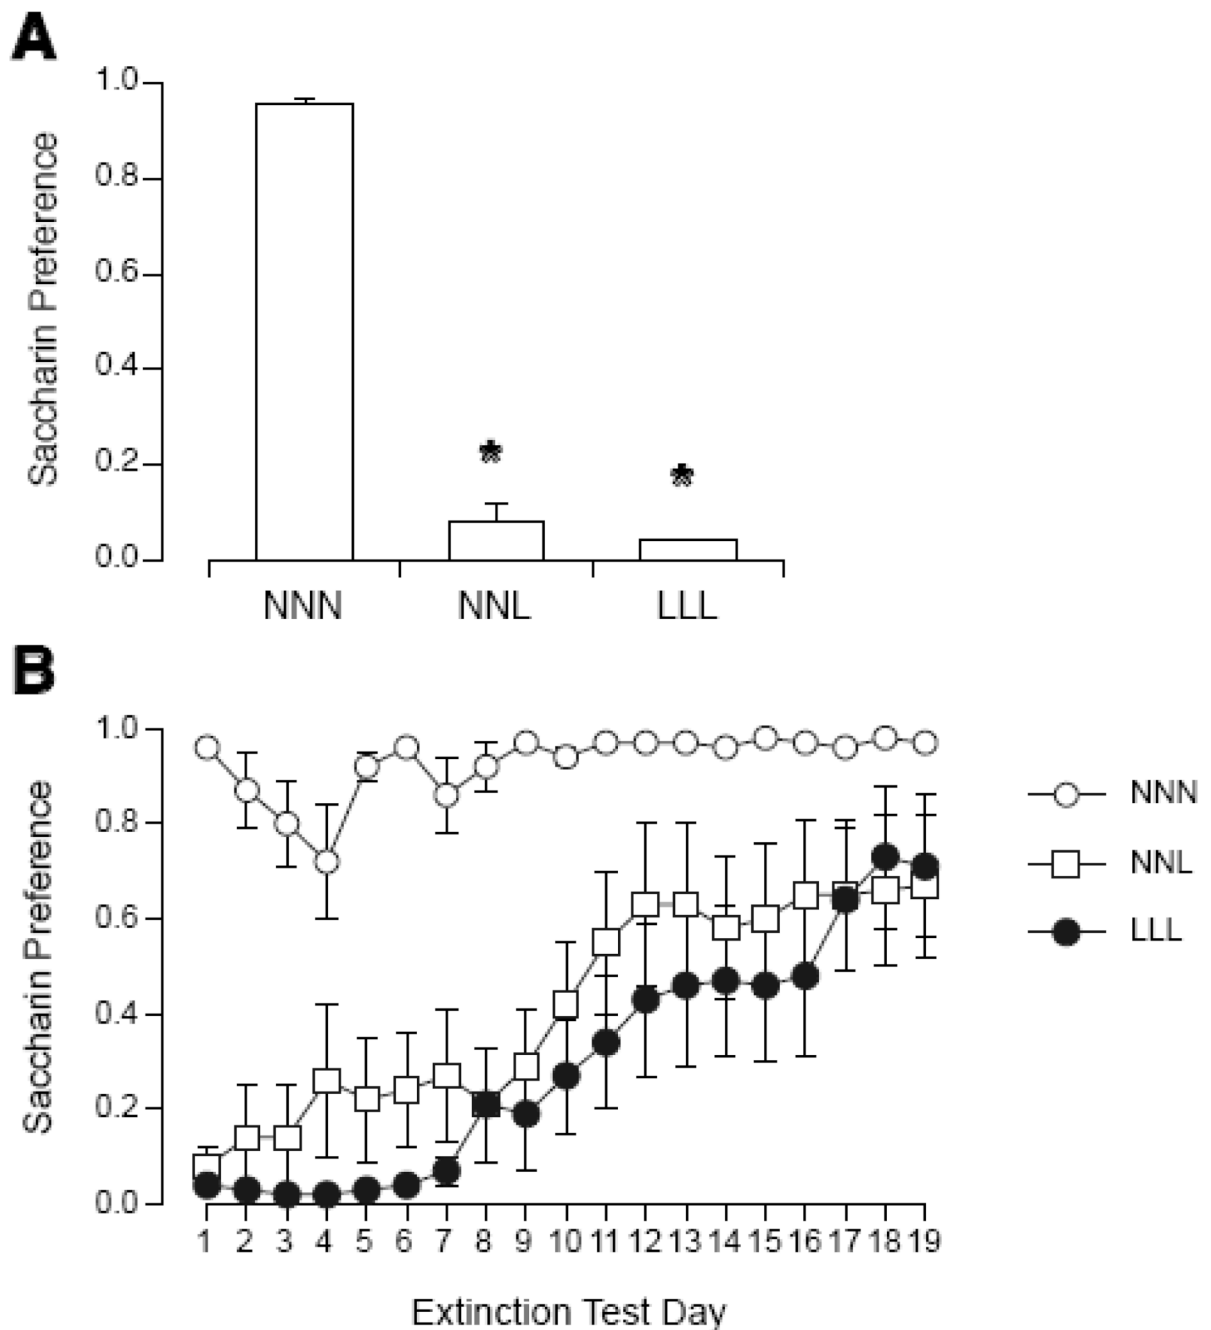 A
1.0
0.8
0.6
0.4
0.2
0.0
Saccharin Preference
*
*
NNN NNL LLL
B
1.0
0.8
0.6
0.4
0.2
0.0
Saccharin Preference
NNN
NNL
LLL
1 2 3 4 5 6 7 8 9 10 11 12 13 14 15 16 17 18 19
Extinction Test Day